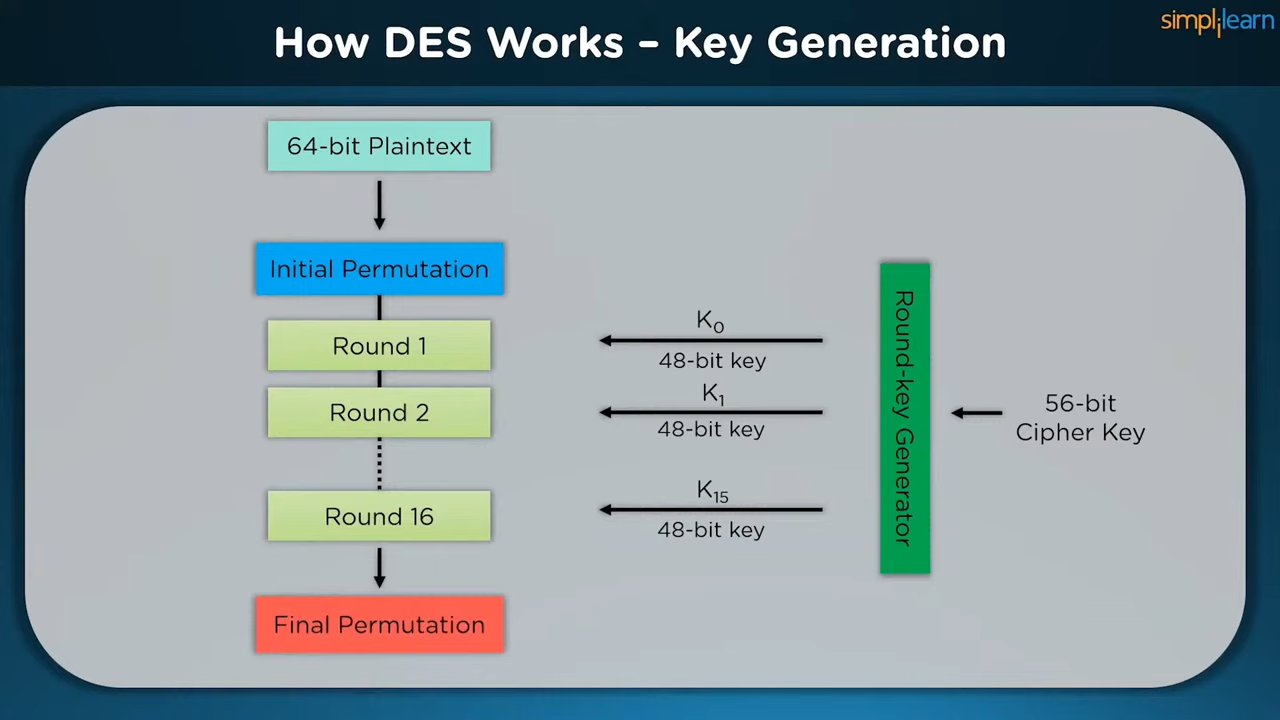 How DES Works – Key Generation
simplilearn
64-bit Plaintext
Initial Permutation
Round 1
Round 2
Round 16
Final Permutation
K₀
48-bit key
K₁
48-bit key
K₁₅
48-bit key
Round-key Generator
56-bit
Cipher Key